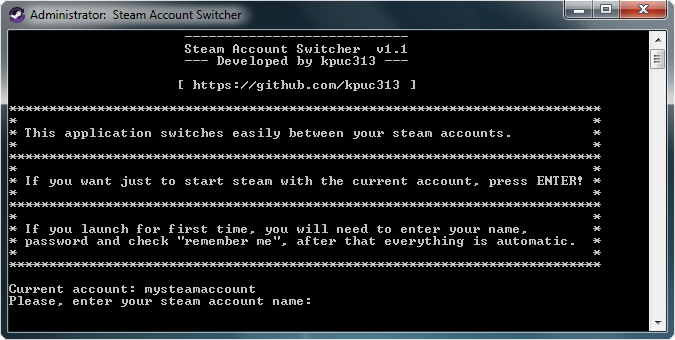 Administrator:  Steam Account Switcher
----------------------------
Steam Account Switcher  v1.1
--- Developed by kpuc313 ---
[ https://github.com/kpuc313 ]
**************************************************************************
*                                                                        *
* This application switches easily between your steam accounts.          *
*                                                                        *
**************************************************************************
*                                                                        *
* If you want just to start steam with the current account, press ENTER! *
*                                                                        *
**************************************************************************
*                                                                        *
* If you launch for first time, you will need to enter your name,        *
* password and check "remember me", after that everything is automatic.  *
*                                                                        *
**************************************************************************
Current account: mysteamaccount
Please, enter your steam account name: